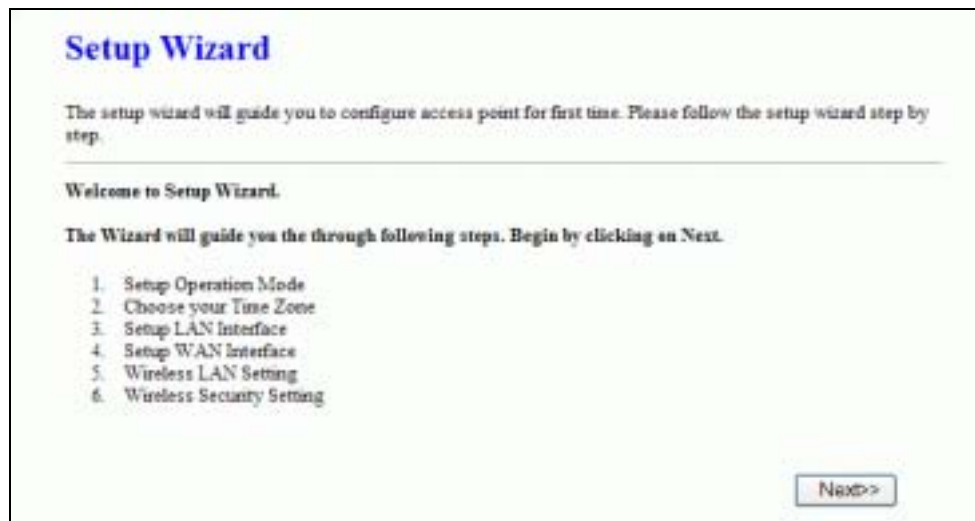 Setup Wizard
The setup wizard will guide you to configure access point for first time. Please follow the setup wizard step by
step.
Welcome to Setup Wizard.
The Wizard will guide you the through following steps. Begin by clicking on Next.
1. Setup Operation Mode
2. Choose your Time Zone
3. Setup LAN Interface
4. Setup WAN Interface
5. Wireless LAN Setting
6. Wireless Security Setting
Next>>